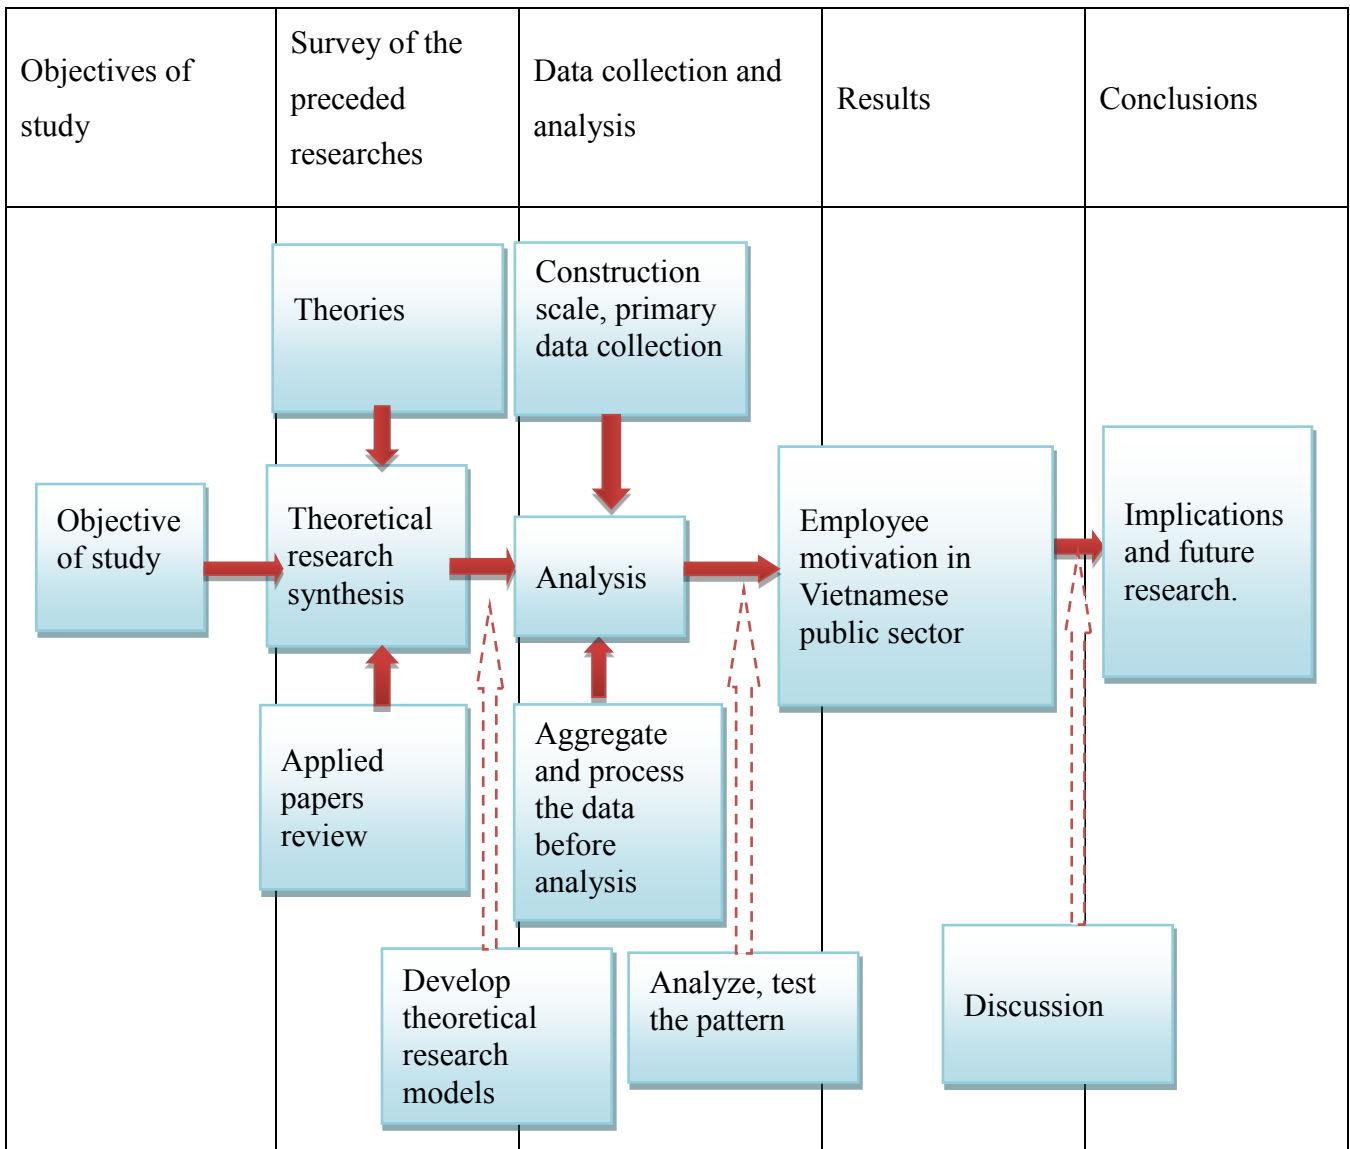 Objectives of
study
Survey of the
preceded
researches
Data collection and
analysis
Results
Conclusions
Theories
Construction
scale, primary
data collection
Objective
of study
Theoretical
research
synthesis
Analysis
Employee
motivation in
Vietnamese
public sector
Implications
and future
research.
Applied
papers
review
Aggregate
and process
the data
before
analysis
Develop
theoretical
research
models
Analyze, test
the pattern
Discussion